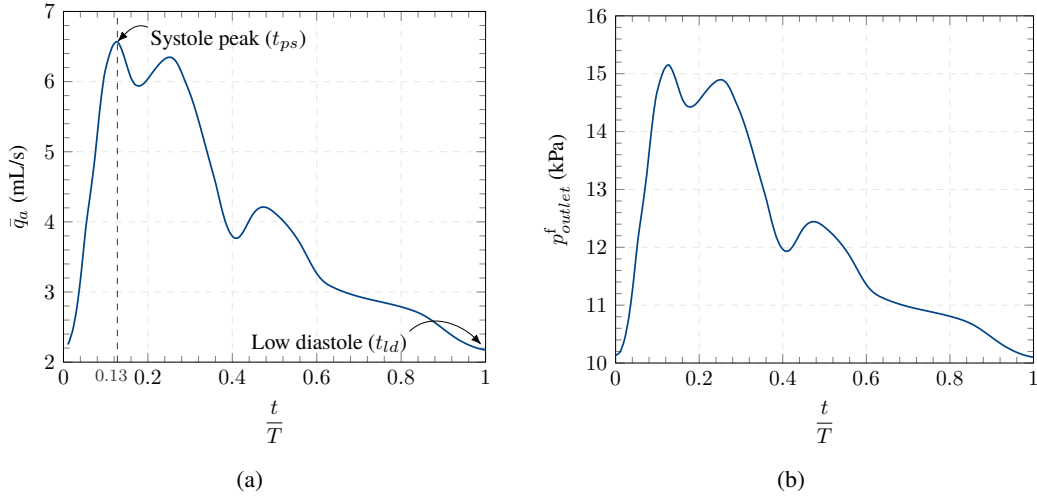 7
6
5
4
3
2
q̄ₐ (mL/s)
Systole peak (t_ps)
Low diastole (t_ld)
0 0.13 0.2 0.4 0.6 0.8 1
t
T
(a)
16
15
14
13
12
11
10
p^f_outlet (kPa)
0 0.2 0.4 0.6 0.8 1
t
T
(b)